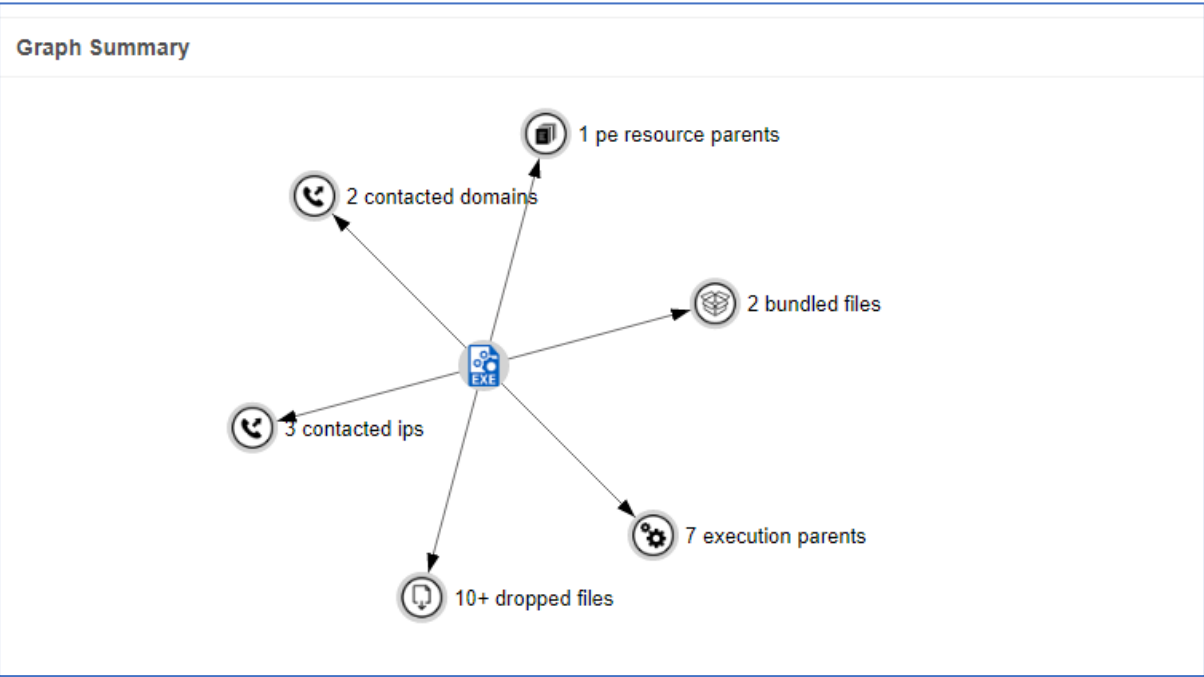 Graph Summary
1 pe resource parents
2 contacted domains
2 bundled files
EXE
3 contacted ips
7 execution parents
10+ dropped files